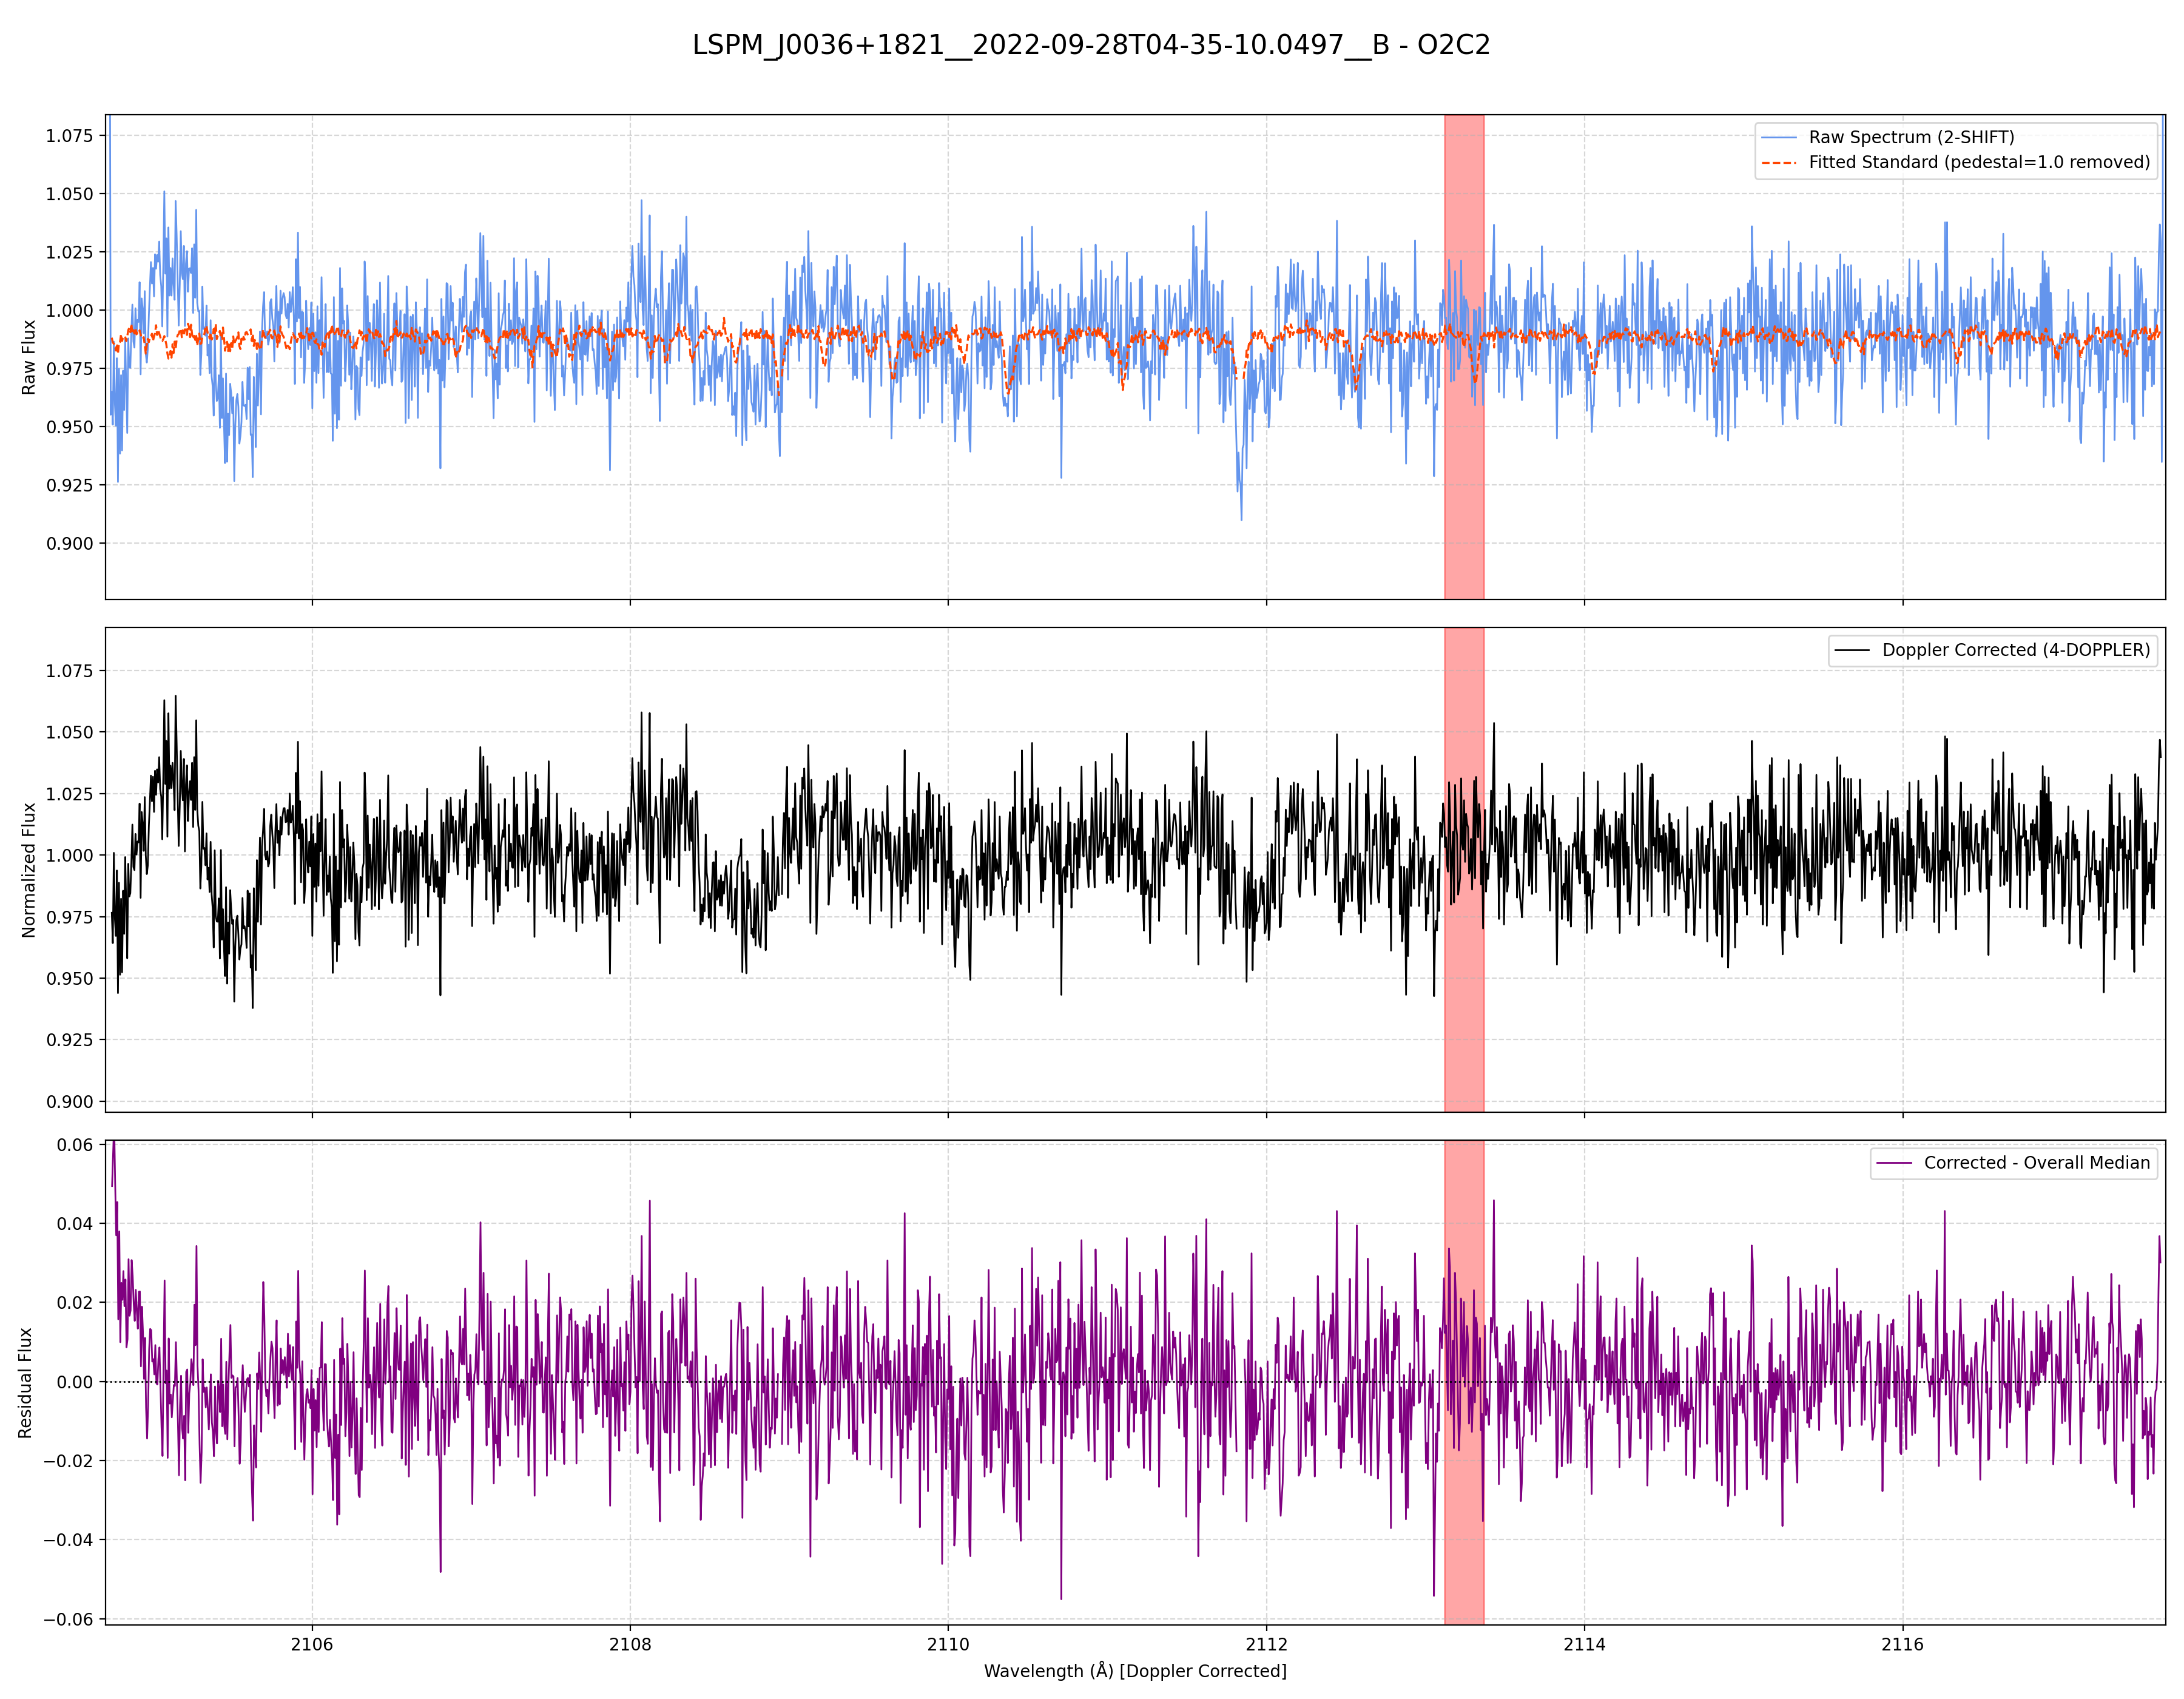 LSPM_J0036+1821__2022-09-28T04-35-10.0497__B - O2C2
1.075
1.050
1.025
1.000
0.975
0.950
0.925
0.900
Raw Flux
Raw Spectrum (2-SHIFT)
Fitted Standard (pedestal=1.0 removed)
1.075
1.050
1.025
1.000
0.975
0.950
0.925
0.900
Normalized Flux
Doppler Corrected (4-DOPPLER)
0.06
0.04
0.02
0.00
−0.02
−0.04
−0.06
Residual Flux
Corrected - Overall Median
2106 2108 2110 2112 2114 2116
Wavelength (Å) [Doppler Corrected]